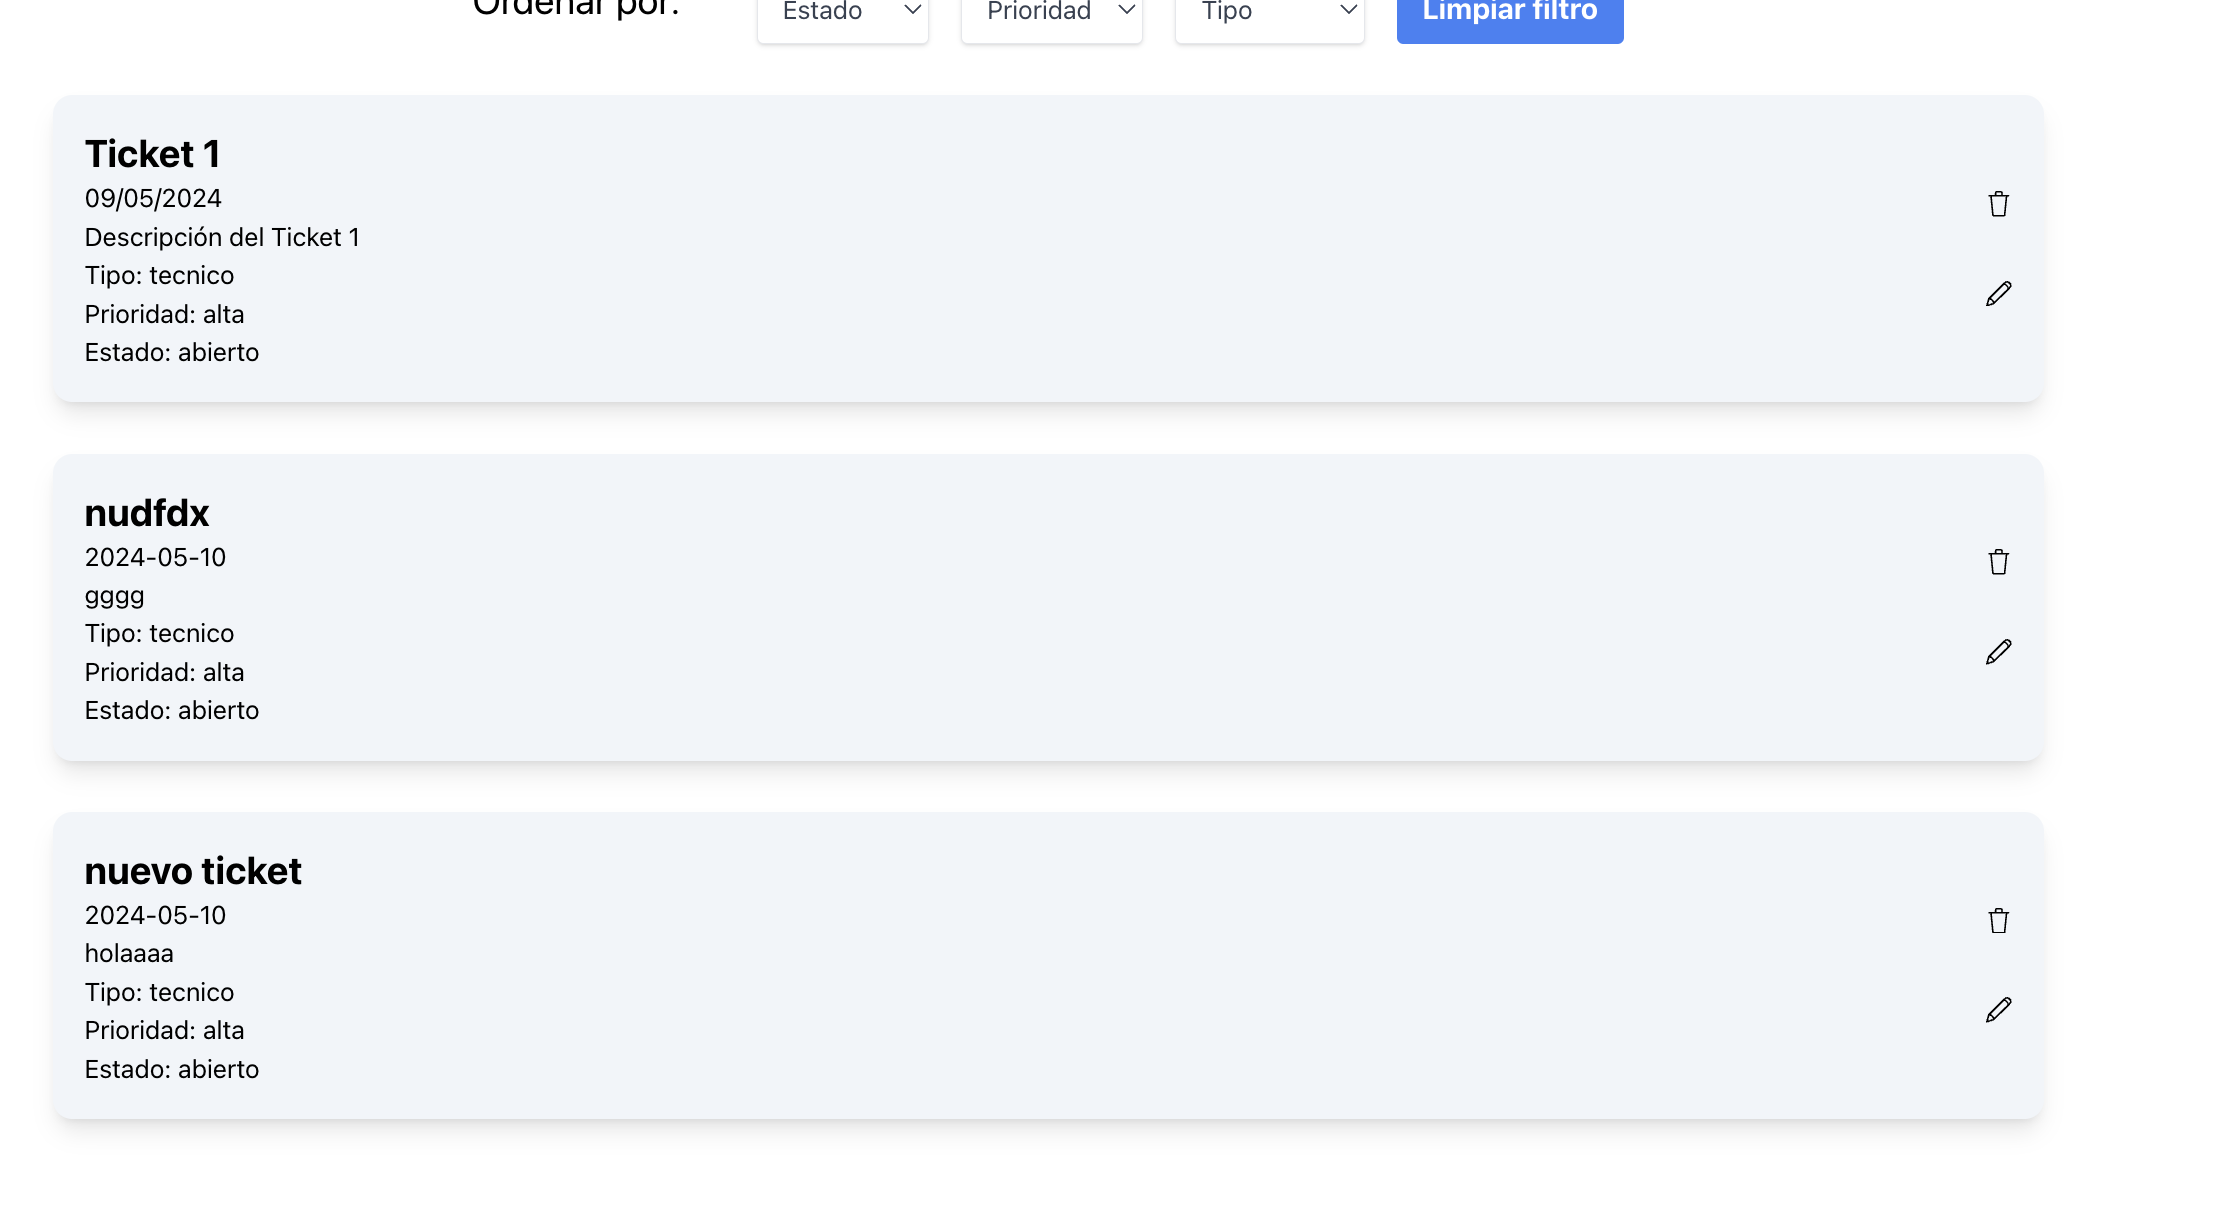 Ordenar por:
Estado
Prioridad
Tipo
Limpiar filtro
Ticket 1
09/05/2024
Descripción del Ticket 1
Tipo: tecnico
Prioridad: alta
Estado: abierto
nudfdx
2024-05-10
gggg
Tipo: tecnico
Prioridad: alta
Estado: abierto
nuevo ticket
2024-05-10
holaaaa
Tipo: tecnico
Prioridad: alta
Estado: abierto